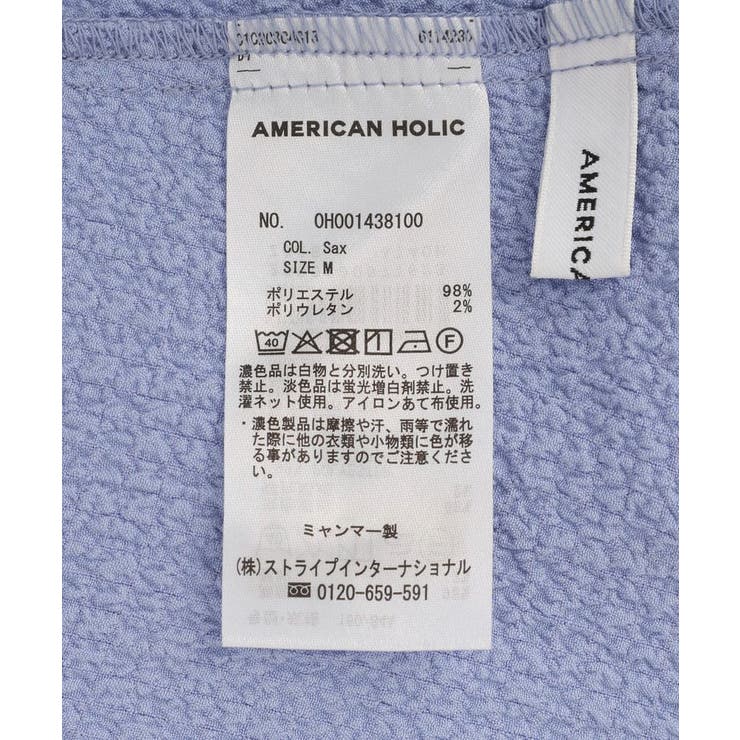 AMERICAN HOLIC
NO. OH001438100
COL. Sax
SIZE M
ポリエステル 98%
ポリウレタン 2%
40 F
濃色品は白物と分別洗い。つけ置き
禁止。淡色品は蛍光増白剤禁止。洗
濯ネット使用。アイロンあて布使用。
・濃色製品は摩擦や汗、雨等で濡れ
た際に他の衣類や小物類に色が移
る事がありますのでご注意くださ
い。
ミャンマー製
(株)ストライプインターナショナル
0120-659-591
AMERICA